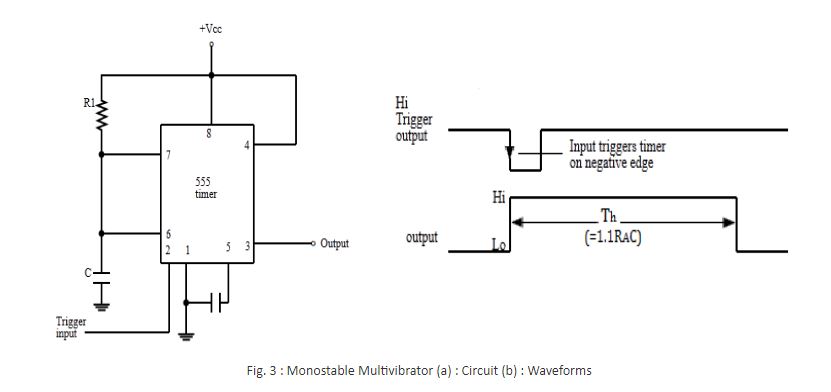 +Vcc
R1
8
4
7
555
timer
6
2 1 5 3
Output
C
Trigger
input
Hi
Trigger
output
Input triggers timer
on negative edge
Hi
Th
(=1.1RAC)
output
Lo
Fig. 3 : Monostable Multivibrator (a) : Circuit (b) : Waveforms